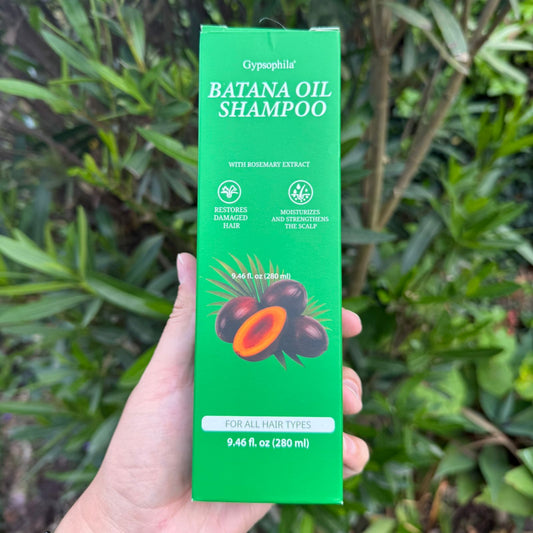 Gypsophila®
BATANA OIL
SHAMPOO
WITH ROSEMARY EXTRACT
RESTORES
DAMAGED
HAIR
MOISTURIZES
AND STRENGTHENS
THE SCALP
9.46 fl. oz (280 ml)
FOR ALL HAIR TYPES
9.46 fl. oz (280 ml)